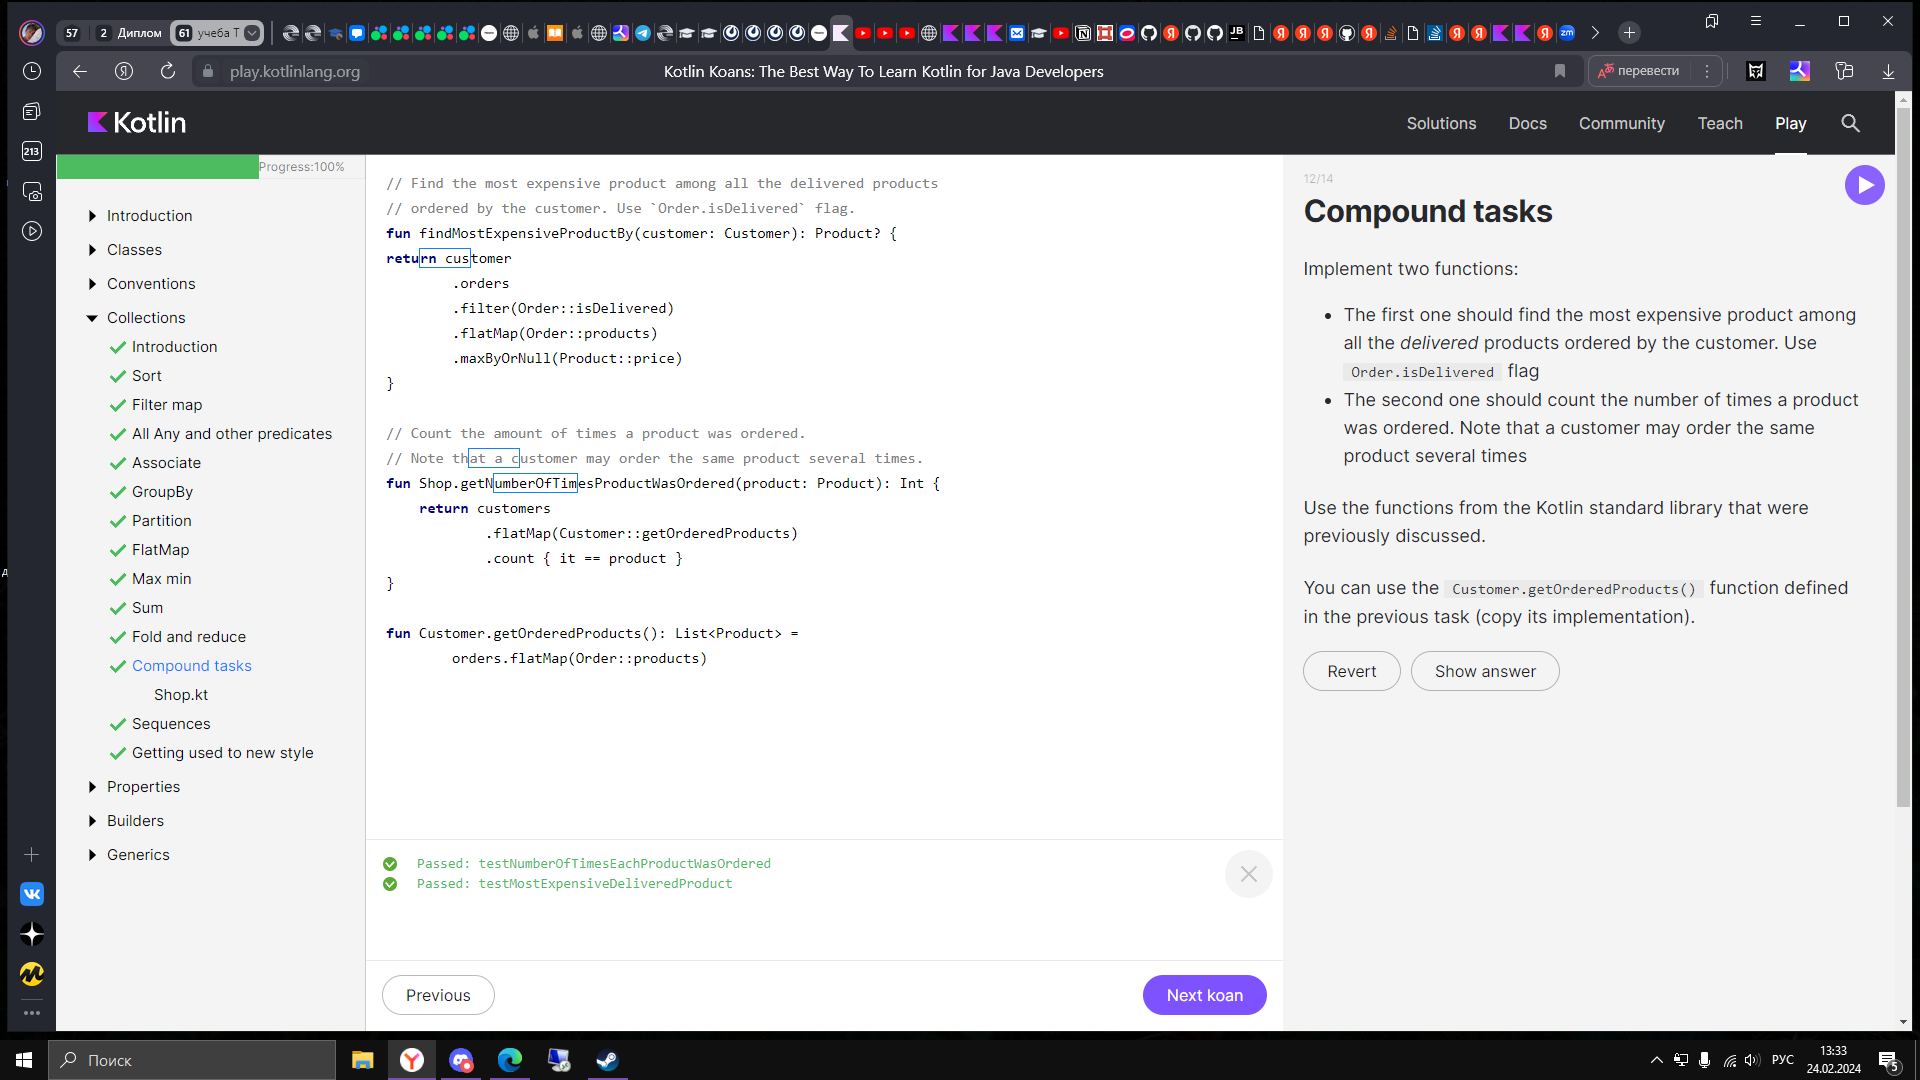 57
2 Диплом
61 учеба Т
play.kotlinlang.org
Kotlin Koans: The Best Way To Learn Kotlin for Java Developers
перевести
213
Kotlin
Solutions
Docs
Community
Teach
Play
Progress:100%
Introduction
Classes
Conventions
Collections
Introduction
Sort
Filter map
All Any and other predicates
Associate
GroupBy
Partition
FlatMap
Max min
Sum
Fold and reduce
Compound tasks
Shop.kt
Sequences
Getting used to new style
Properties
Builders
Generics
// Find the most expensive product among all the delivered products
// ordered by the customer. Use `Order.isDelivered` flag.
fun findMostExpensiveProductBy(customer: Customer): Product? {
return customer
.orders
.filter(Order::isDelivered)
.flatMap(Order::products)
.maxByOrNull(Product::price)
}
// Count the amount of times a product was ordered.
// Note that a customer may order the same product several times.
fun Shop.getNumberOfTimesProductWasOrdered(product: Product): Int {
return customers
.flatMap(Customer::getOrderedProducts)
.count { it == product }
}
fun Customer.getOrderedProducts(): List<Product> =
orders.flatMap(Order::products)
Passed: testNumberOfTimesEachProductWasOrdered
Passed: testMostExpensiveDeliveredProduct
Previous
Next koan
12/14
Compound tasks
Implement two functions:
• The first one should find the most expensive product among
all the delivered products ordered by the customer. Use
Order.isDelivered flag
• The second one should count the number of times a product
was ordered. Note that a customer may order the same
product several times
Use the functions from the Kotlin standard library that were
previously discussed.
You can use the Customer.getOrderedProducts() function defined
in the previous task (copy its implementation).
Revert
Show answer
Поиск
РУС
13:33
24.02.2024
5